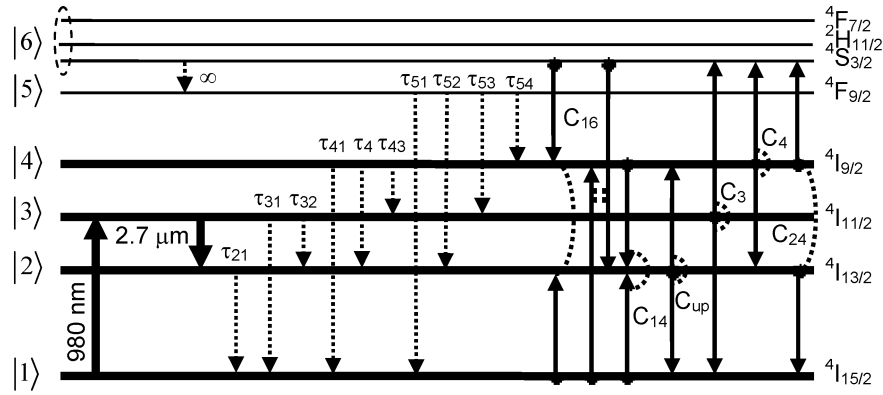 |6⟩ ⁴F₇/₂
²H₁₁/₂
∞ ⁴S₃/₂
|5⟩ τ₅₁ τ₅₂ τ₅₃ τ₅₄ ⁴F₉/₂
C₁₆
|4⟩ τ₄₁ τ₄ τ₄₃ C₄ ⁴I₉/₂
|3⟩ τ₃₁ τ₃₂ C₃ ⁴I₁₁/₂
2.7 μm C₂₄
|2⟩ τ₂₁ ⁴I₁₃/₂
980 nm C₁₄ Cup
|1⟩ ⁴I₁₅/₂